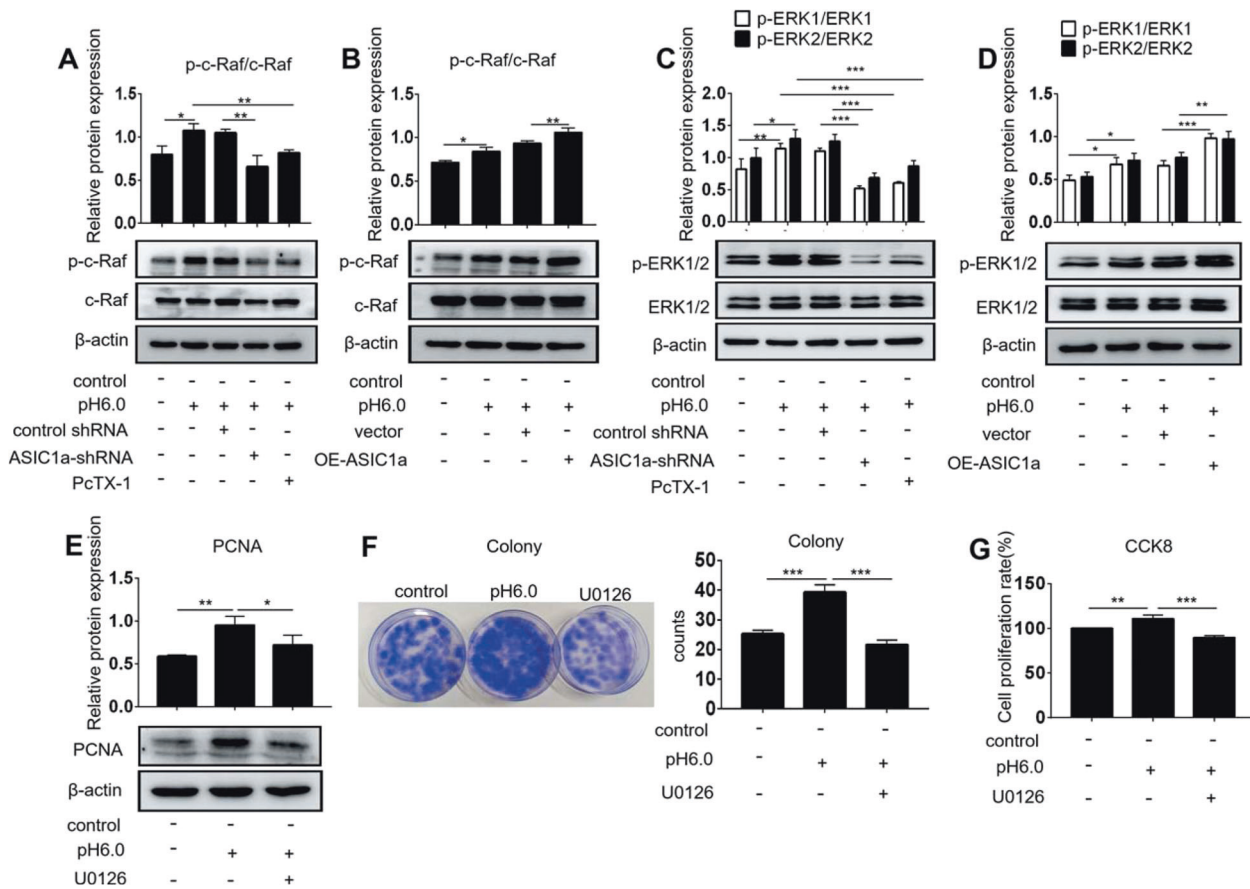 A
p-c-Raf/c-Raf
Relative protein expression
1.5
1.0
0.5
0.0
*
**
**
p-c-Raf
c-Raf
β-actin
control - - - - -
pH6.0 - + + + +
control shRNA - - + - -
ASIC1a-shRNA - - - + -
PcTX-1 - - - - +
B
p-c-Raf/c-Raf
Relative protein expression
1.5
1.0
0.5
0.0
*
**
p-c-Raf
c-Raf
β-actin
control - - - -
pH6.0 - + + +
vector - - + -
OE-ASIC1a - - - +
C
p-ERK1/ERK1
p-ERK2/ERK2
Relative protein expression
2.0
1.5
1.0
0.5
0.0
***
***
***
***
*
**
p-ERK1/2
ERK1/2
β-actin
control - - - - -
pH6.0 - + + + +
control shRNA - - + - -
ASIC1a-shRNA - - - + -
PcTX-1 - - - - +
D
p-ERK1/ERK1
p-ERK2/ERK2
Relative protein expression
1.5
1.0
0.5
0.0
**
***
*
*
p-ERK1/2
ERK1/2
β-actin
control - - - -
pH6.0 - + + +
vector - - + -
OE-ASIC1a - - - +
E
PCNA
Relative protein expression
1.5
1.0
0.5
0.0
**
*
PCNA
β-actin
control - - -
pH6.0 - + +
U0126 - - +
F
Colony
control pH6.0 U0126
Colony
counts
50
40
30
20
10
0
***
***
control - - -
pH6.0 - + +
U0126 - - +
G
CCK8
Cell proliferation rate(%)
150
100
50
0
**
***
control - - -
pH6.0 - + +
U0126 - - +